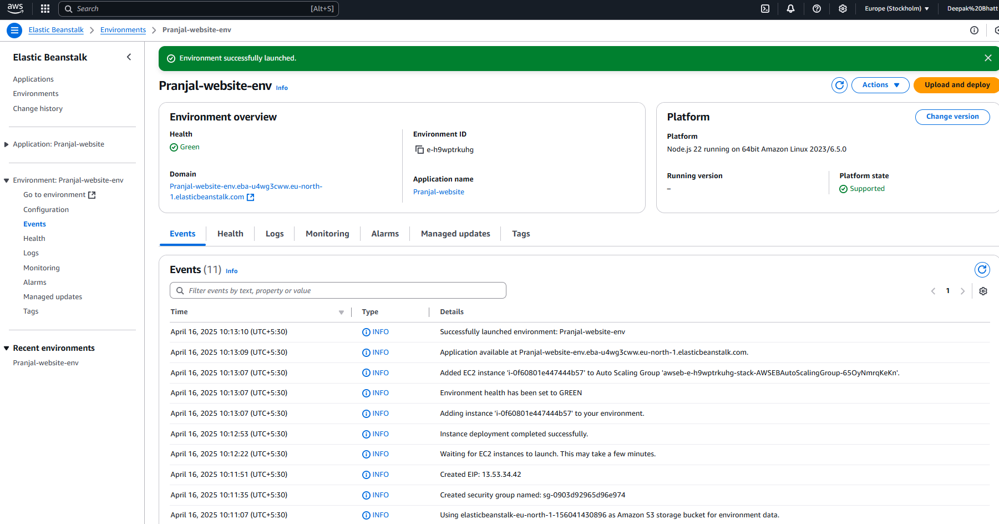 aws
Search [Alt+S]
Europe (Stockholm) Deepak%20Bhatt
Elastic Beanstalk Environments Pranjal-website-env
Elastic Beanstalk
Applications
Environments
Change history
Application: Pranjal-website
Environment: Pranjal-website-env
Go to environment
Configuration
Events
Health
Logs
Monitoring
Alarms
Managed updates
Tags
Recent environments
Pranjal-website-env
Environment successfully launched.
Pranjal-website-env Info
Actions
Upload and deploy
Environment overview
Health
Green
Domain
Pranjal-website-env.eba-u4wg3cww.eu-north-
1.elasticbeanstalk.com
Environment ID
e-h9wptrkuhg
Application name
Pranjal-website
Platform
Change version
Platform
Node.js 22 running on 64bit Amazon Linux 2023/6.5.0
Running version
–
Platform state
Supported
Events Health Logs Monitoring Alarms Managed updates Tags
Events (11) Info
Filter events by text, property or value
1
Time Type Details
April 16, 2025 10:13:10 (UTC+5:30) INFO Successfully launched environment: Pranjal-website-env
April 16, 2025 10:13:09 (UTC+5:30) INFO Application available at Pranjal-website-env.eba-u4wg3cww.eu-north-1.elasticbeanstalk.com.
April 16, 2025 10:13:07 (UTC+5:30) INFO Added EC2 instance 'i-0f60801e447444b57' to Auto Scaling Group 'awseb-e-h9wptrkuhg-stack-AWSEBAutoScalingGroup-65OyNmrqKeKn'.
April 16, 2025 10:13:07 (UTC+5:30) INFO Environment health has been set to GREEN
April 16, 2025 10:13:07 (UTC+5:30) INFO Adding instance 'i-0f60801e447444b57' to your environment.
April 16, 2025 10:12:53 (UTC+5:30) INFO Instance deployment completed successfully.
April 16, 2025 10:12:22 (UTC+5:30) INFO Waiting for EC2 instances to launch. This may take a few minutes.
April 16, 2025 10:11:51 (UTC+5:30) INFO Created EIP: 13.53.34.42
April 16, 2025 10:11:35 (UTC+5:30) INFO Created security group named: sg-0903d92965d96e974
April 16, 2025 10:11:07 (UTC+5:30) INFO Using elasticbeanstalk-eu-north-1-156041430896 as Amazon S3 storage bucket for environment data.